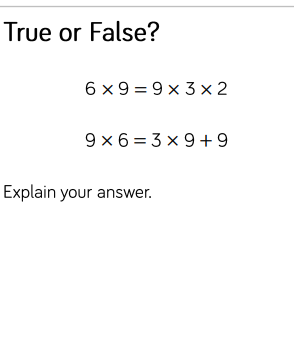 True or False?
6 × 9 = 9 × 3 × 2
9 × 6 = 3 × 9 + 9
Explain your answer.